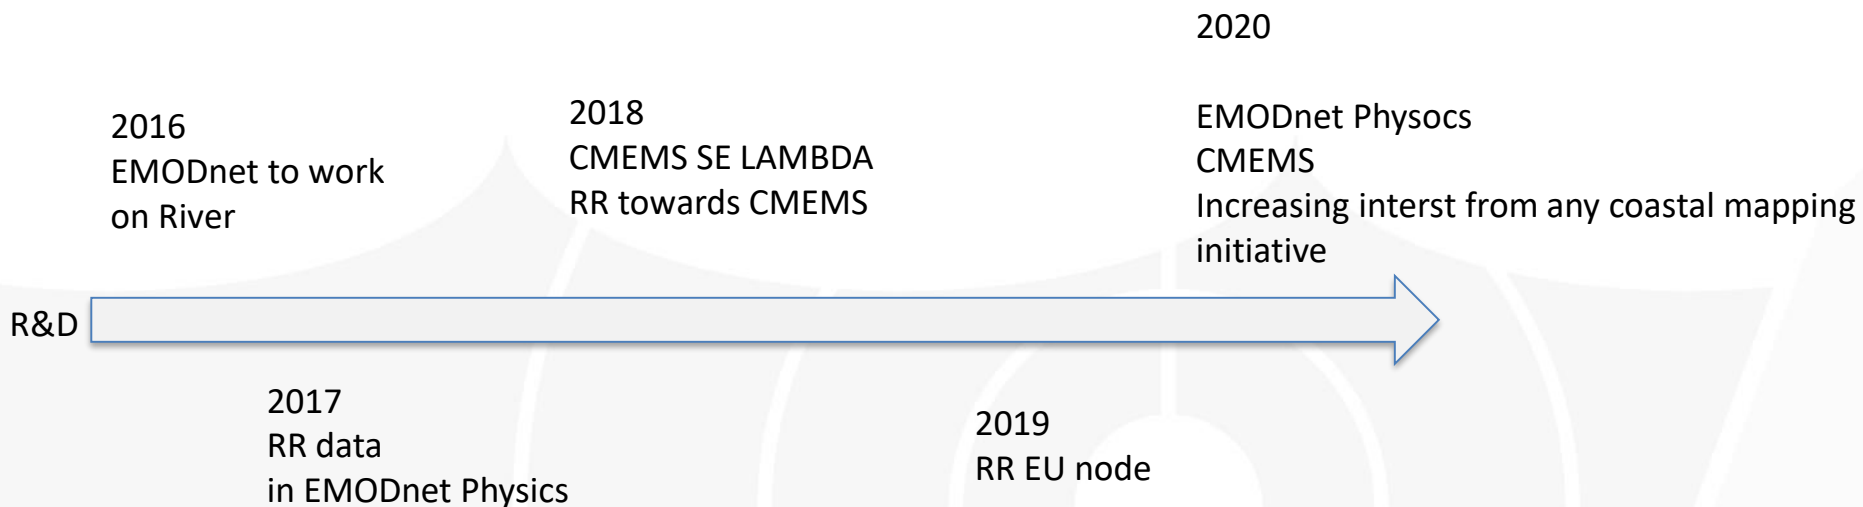 2020
EMODnet Physocs
CMEMS
Increasing interst from any coastal mapping
initiative
2018
CMEMS SE LAMBDA
RR towards CMEMS
2016
EMODnet to work
on River
R&D
2017
RR data
in EMODnet Physics
2019
RR EU node